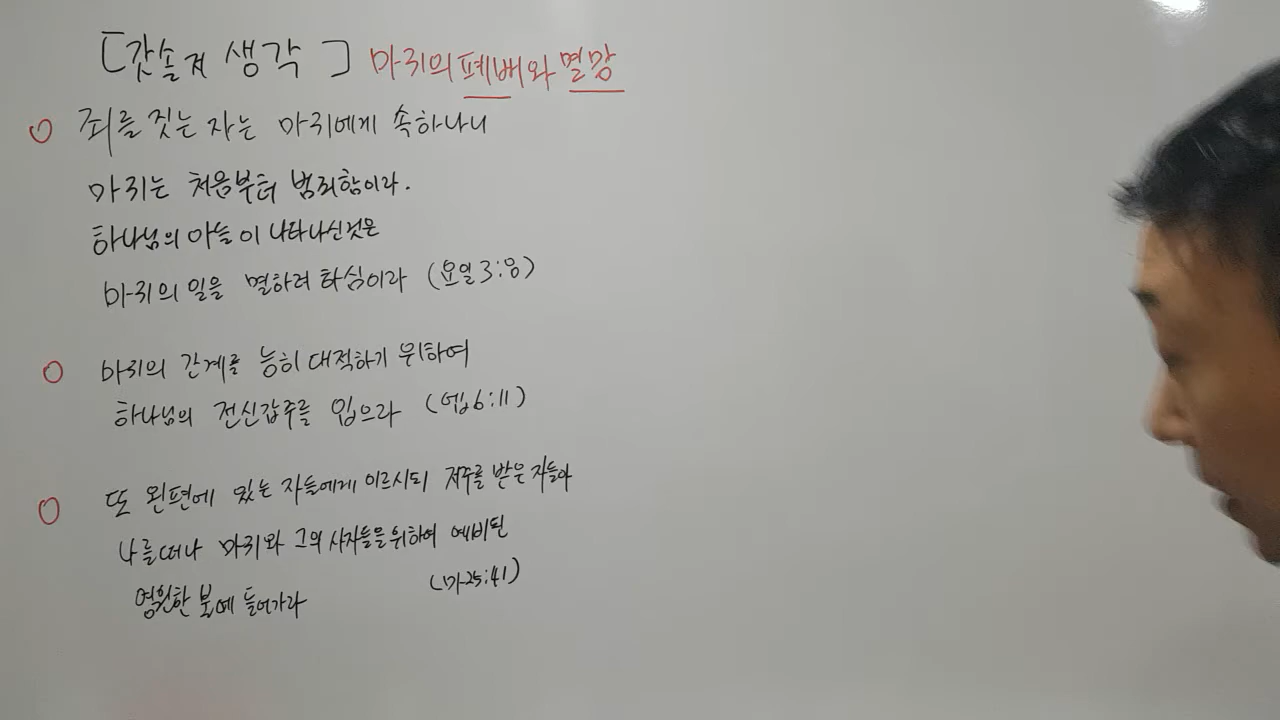 [갓솔져 생각] 마귀의 패배와 멸망
죄를 짓는 자는 마귀에게 속하나니
마귀는 처음부터 범죄함이라.
하나님의 아들이 나타나신것은
마귀의 일을 멸하려 하심이라 (요일3:8)
마귀의 간계를 능히 대적하기 위하여
하나님의 전신갑주를 입으라 (엡6:11)
또 왼편에 있는 자들에게 이르시되 저주를 받은 자들아
나를 떠나 마귀와 그의 사자들을 위하여 예비된
영원한 불에 들어가라 (마25:41)